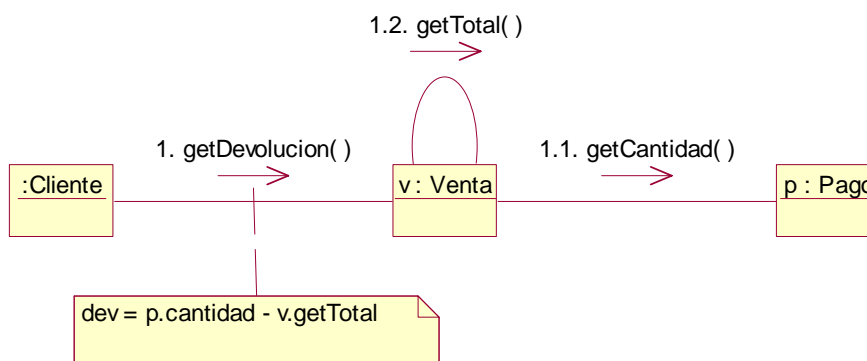 1.2. getTotal( )
1. getDevolucion( )
1.1. getCantidad( )
:Cliente
v : Venta
p : Pago
dev = p.cantidad - v.getTotal